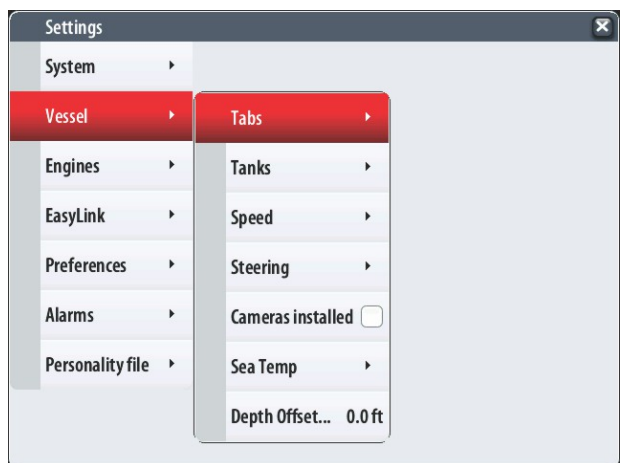 Settings
System
Vessel
Engines
EasyLink
Preferences
Alarms
Personality file
Tabs
Tanks
Speed
Steering
Cameras installed
Sea Temp
Depth Offset... 0.0 ft